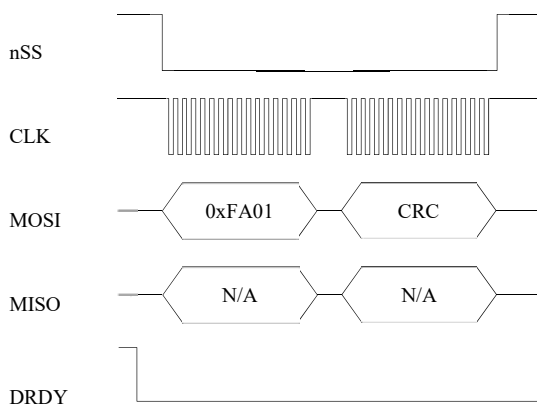 nSS
CLK
MOSI 0xFA01 CRC
MISO N/A N/A
DRDY